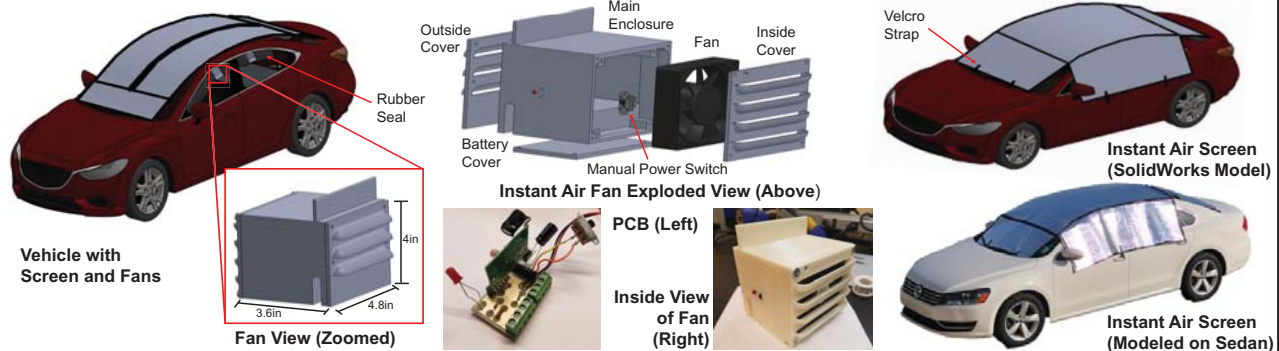 Rubber
Seal
Vehicle with
Screen and Fans
4in
3.6in
4.8in
Fan View (Zoomed)
Outside
Cover
Main
Enclosure
Fan
Inside
Cover
Battery
Cover
Manual Power Switch
Instant Air Fan Exploded View (Above)
PCB (Left)
Inside View
of Fan
(Right)
Velcro
Strap
Instant Air Screen
(SolidWorks Model)
Instant Air Screen
(Modeled on Sedan)